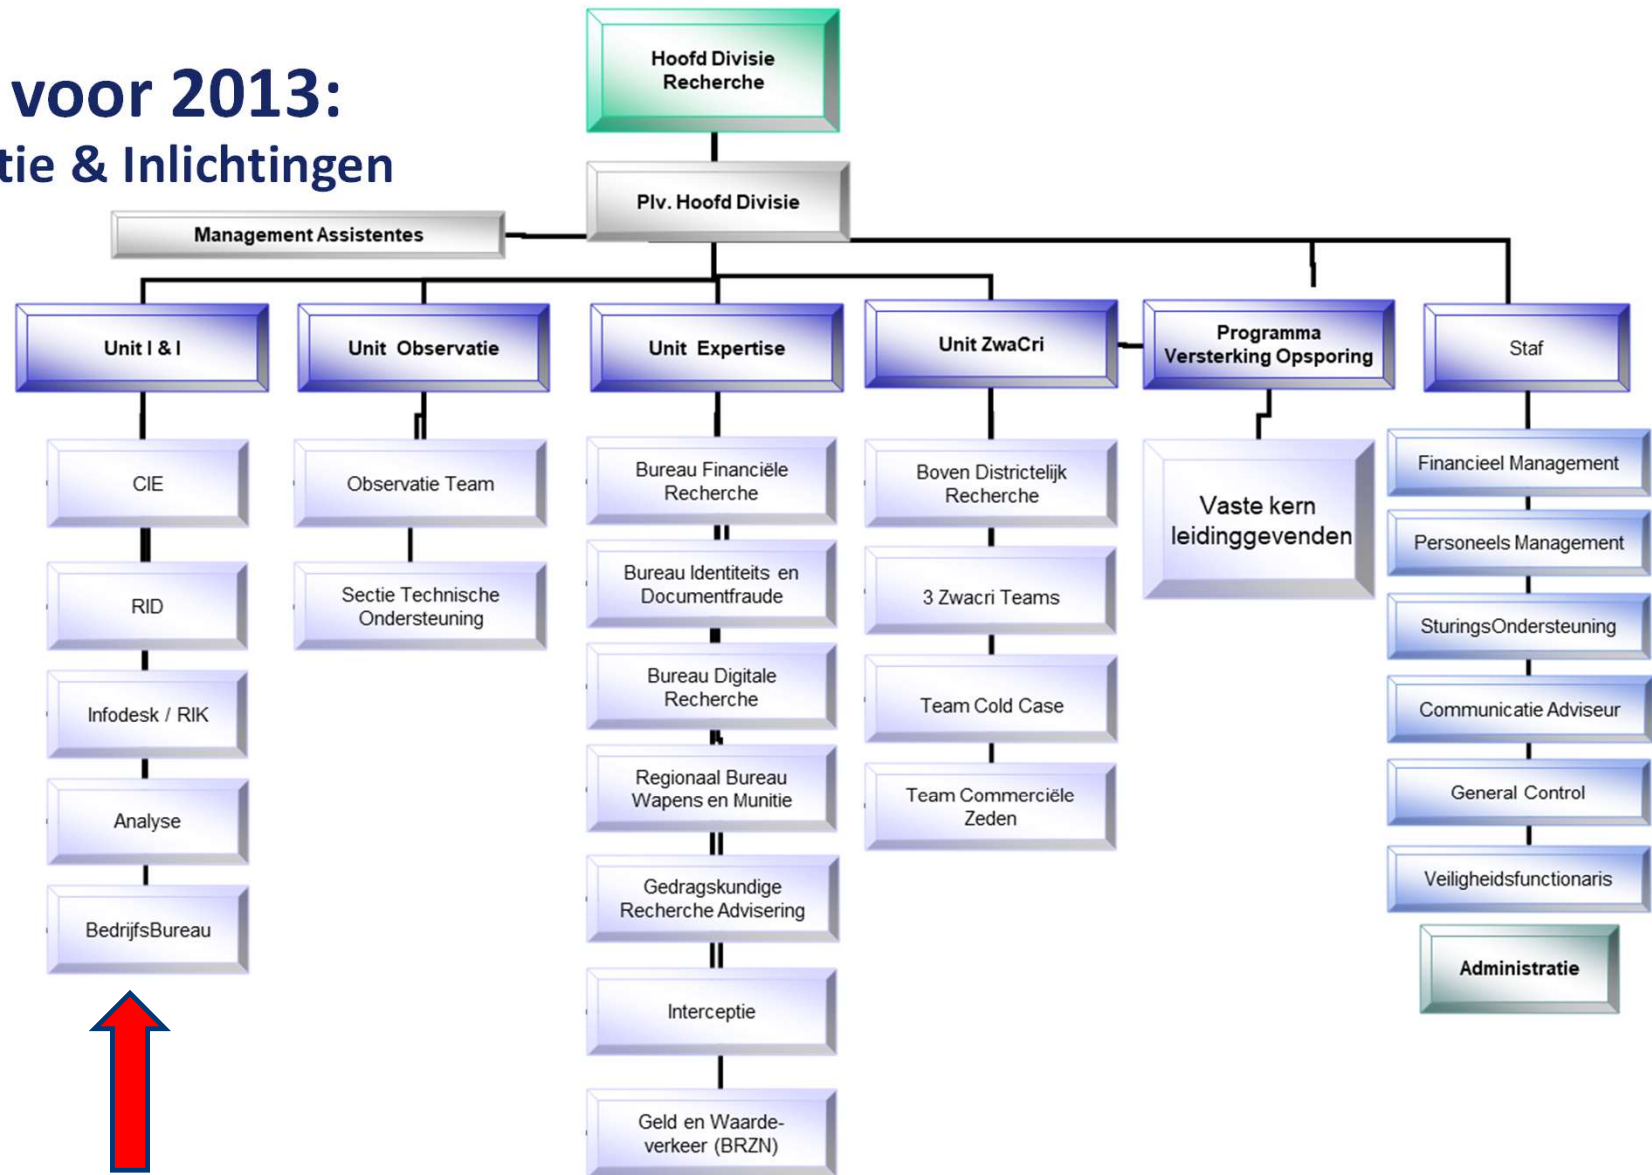 voor 2013:
tie & Inlichtingen
Hoofd Divisie
Recherche
Plv. Hoofd Divisie
Management Assistentes
Unit I & I
Unit Observatie
Unit Expertise
Unit ZwaCri
Programma
Versterking Opsporing
Staf
CIE
RID
Infodesk / RIK
Analyse
BedrijfsBureau
Observatie Team
Sectie Technische
Ondersteuning
Bureau Financiële
Recherche
Bureau Identiteits en
Documentfraude
Bureau Digitale
Recherche
Regionaal Bureau
Wapens en Munitie
Gedragskundige
Recherche Advisering
Interceptie
Geld en Waarde-
verkeer (BRZN)
Boven Districtelijk
Recherche
3 Zwacri Teams
Team Cold Case
Team Commerciële
Zeden
Vaste kern
leidinggevenden
Financieel Management
Personeels Management
SturingsOndersteuning
Communicatie Adviseur
General Control
Veiligheidsfunctionaris
Administratie